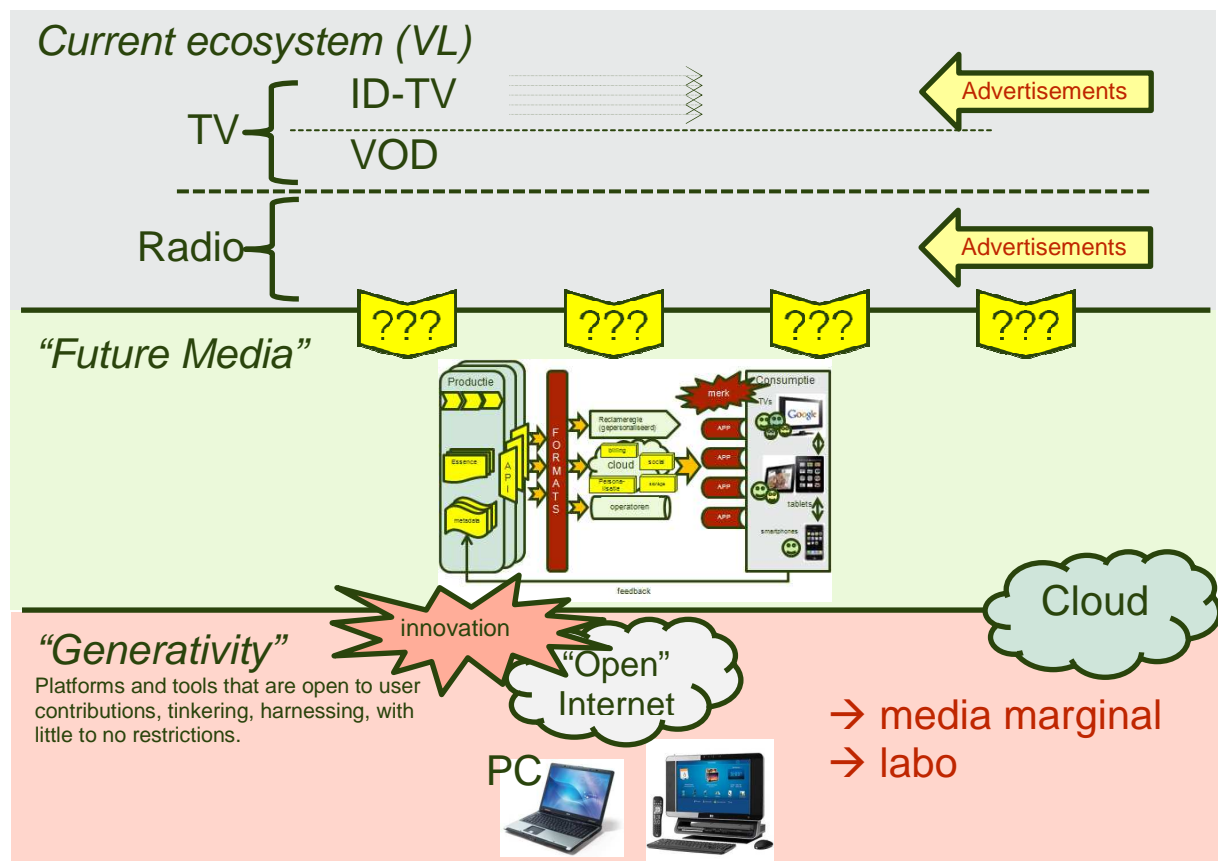 Current ecosystem (VL)
TV
ID-TV
VOD
Advertisements
Radio
Advertisements
???
???
???
???
“Future Media”
Productie
Essence
metadata
API
FORMATS
Reclameregie
(gepersonaliseerd)
billing
cloud
social
Persona-
lisatie
storage
operatoren
merk
APP
APP
APP
APP
Consumptie
TVs
Google
tablets
smartphones
feedback
Cloud
innovation
“Generativity”
Platforms and tools that are open to user
contributions, tinkering, harnessing, with
little to no restrictions.
“Open”
Internet
PC
→ media marginal
→ labo